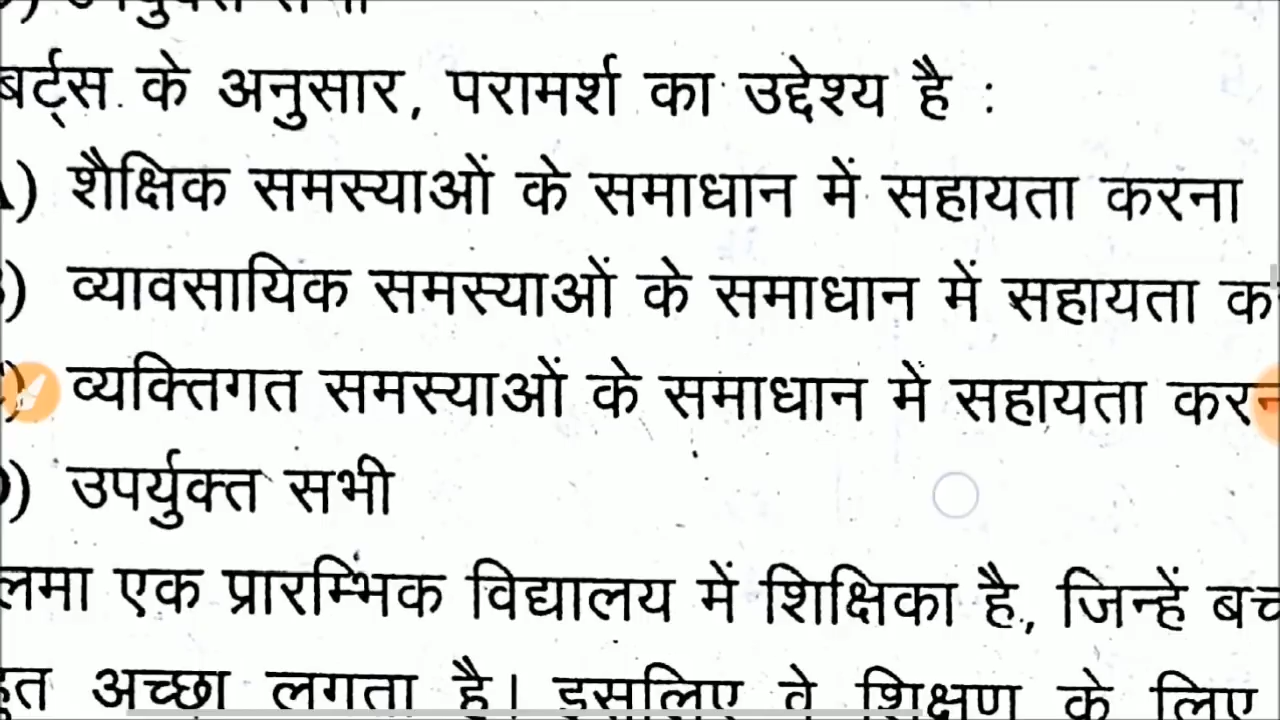 बर्ट्स के अनुसार, परामर्श का उद्देश्य है :
) शैक्षिक समस्याओं के समाधान में सहायता करना
) व्यावसायिक समस्याओं के समाधान में सहायता क
) व्यक्तिगत समस्याओं के समाधान में सहायता कर
) उपर्युक्त सभी
लमा एक प्रारम्भिक विद्यालय में शिक्षिका है, जिन्हें बच
हुत अच्छा लगता है। इसलिए वे शिक्षण के लिए